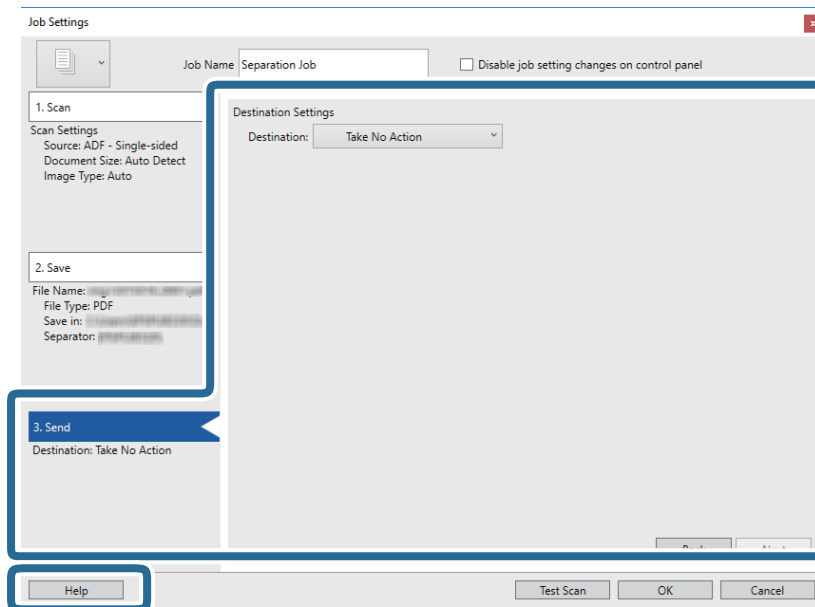 Job Settings
Job Name Separation Job
Disable job setting changes on control panel
1. Scan
Scan Settings
Source: ADF - Single-sided
Document Size: Auto Detect
Image Type: Auto
2. Save
File Name:
File Type: PDF
Save in:
Separator:
3. Send
Destination: Take No Action
Destination Settings
Destination: Take No Action
Help
Test Scan
OK
Cancel